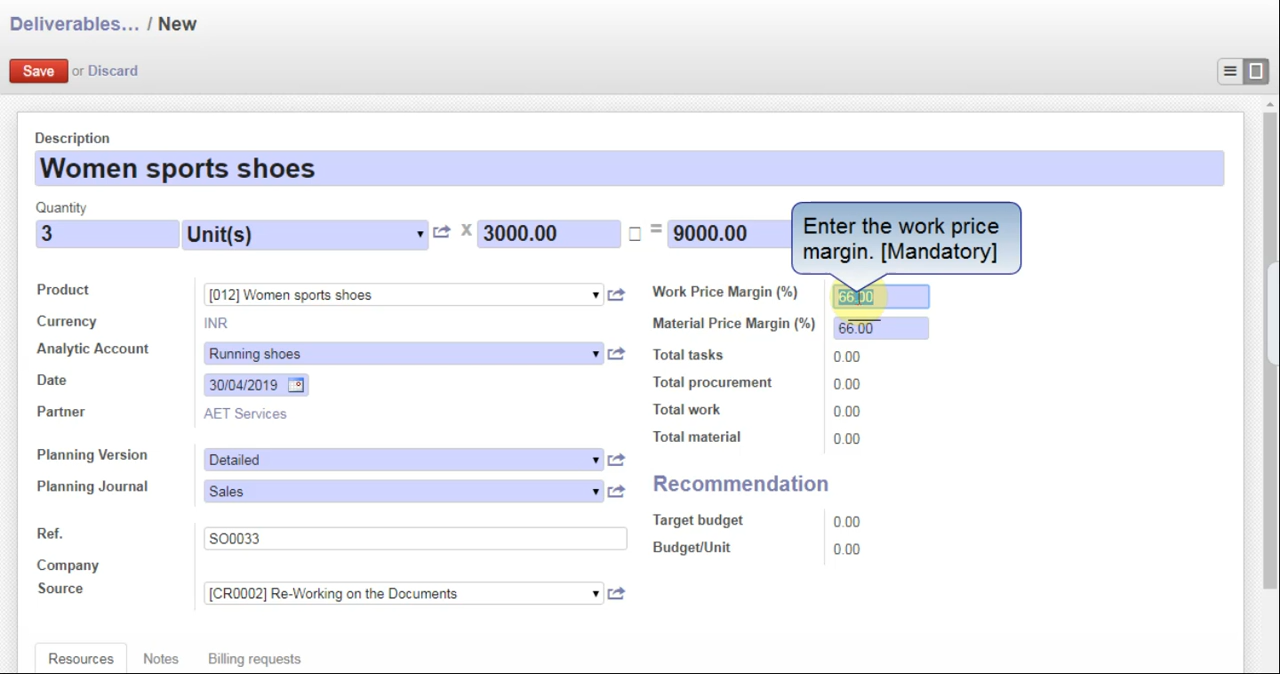 Deliverables... / New
Save or Discard
Description
Women sports shoes
Quantity
3 Unit(s) x 3000.00 = 9000.00
Enter the work price
margin. [Mandatory]
Product [012] Women sports shoes
Currency INR
Analytic Account Running shoes
Date 30/04/2019
Partner AET Services
Planning Version Detailed
Planning Journal Sales
Ref. SO0033
Company
Source [CR0002] Re-Working on the Documents
Work Price Margin (%) 66.00
Material Price Margin (%) 66.00
Total tasks 0.00
Total procurement 0.00
Total work 0.00
Total material 0.00
Recommendation
Target budget 0.00
Budget/Unit 0.00
Resources Notes Billing requests